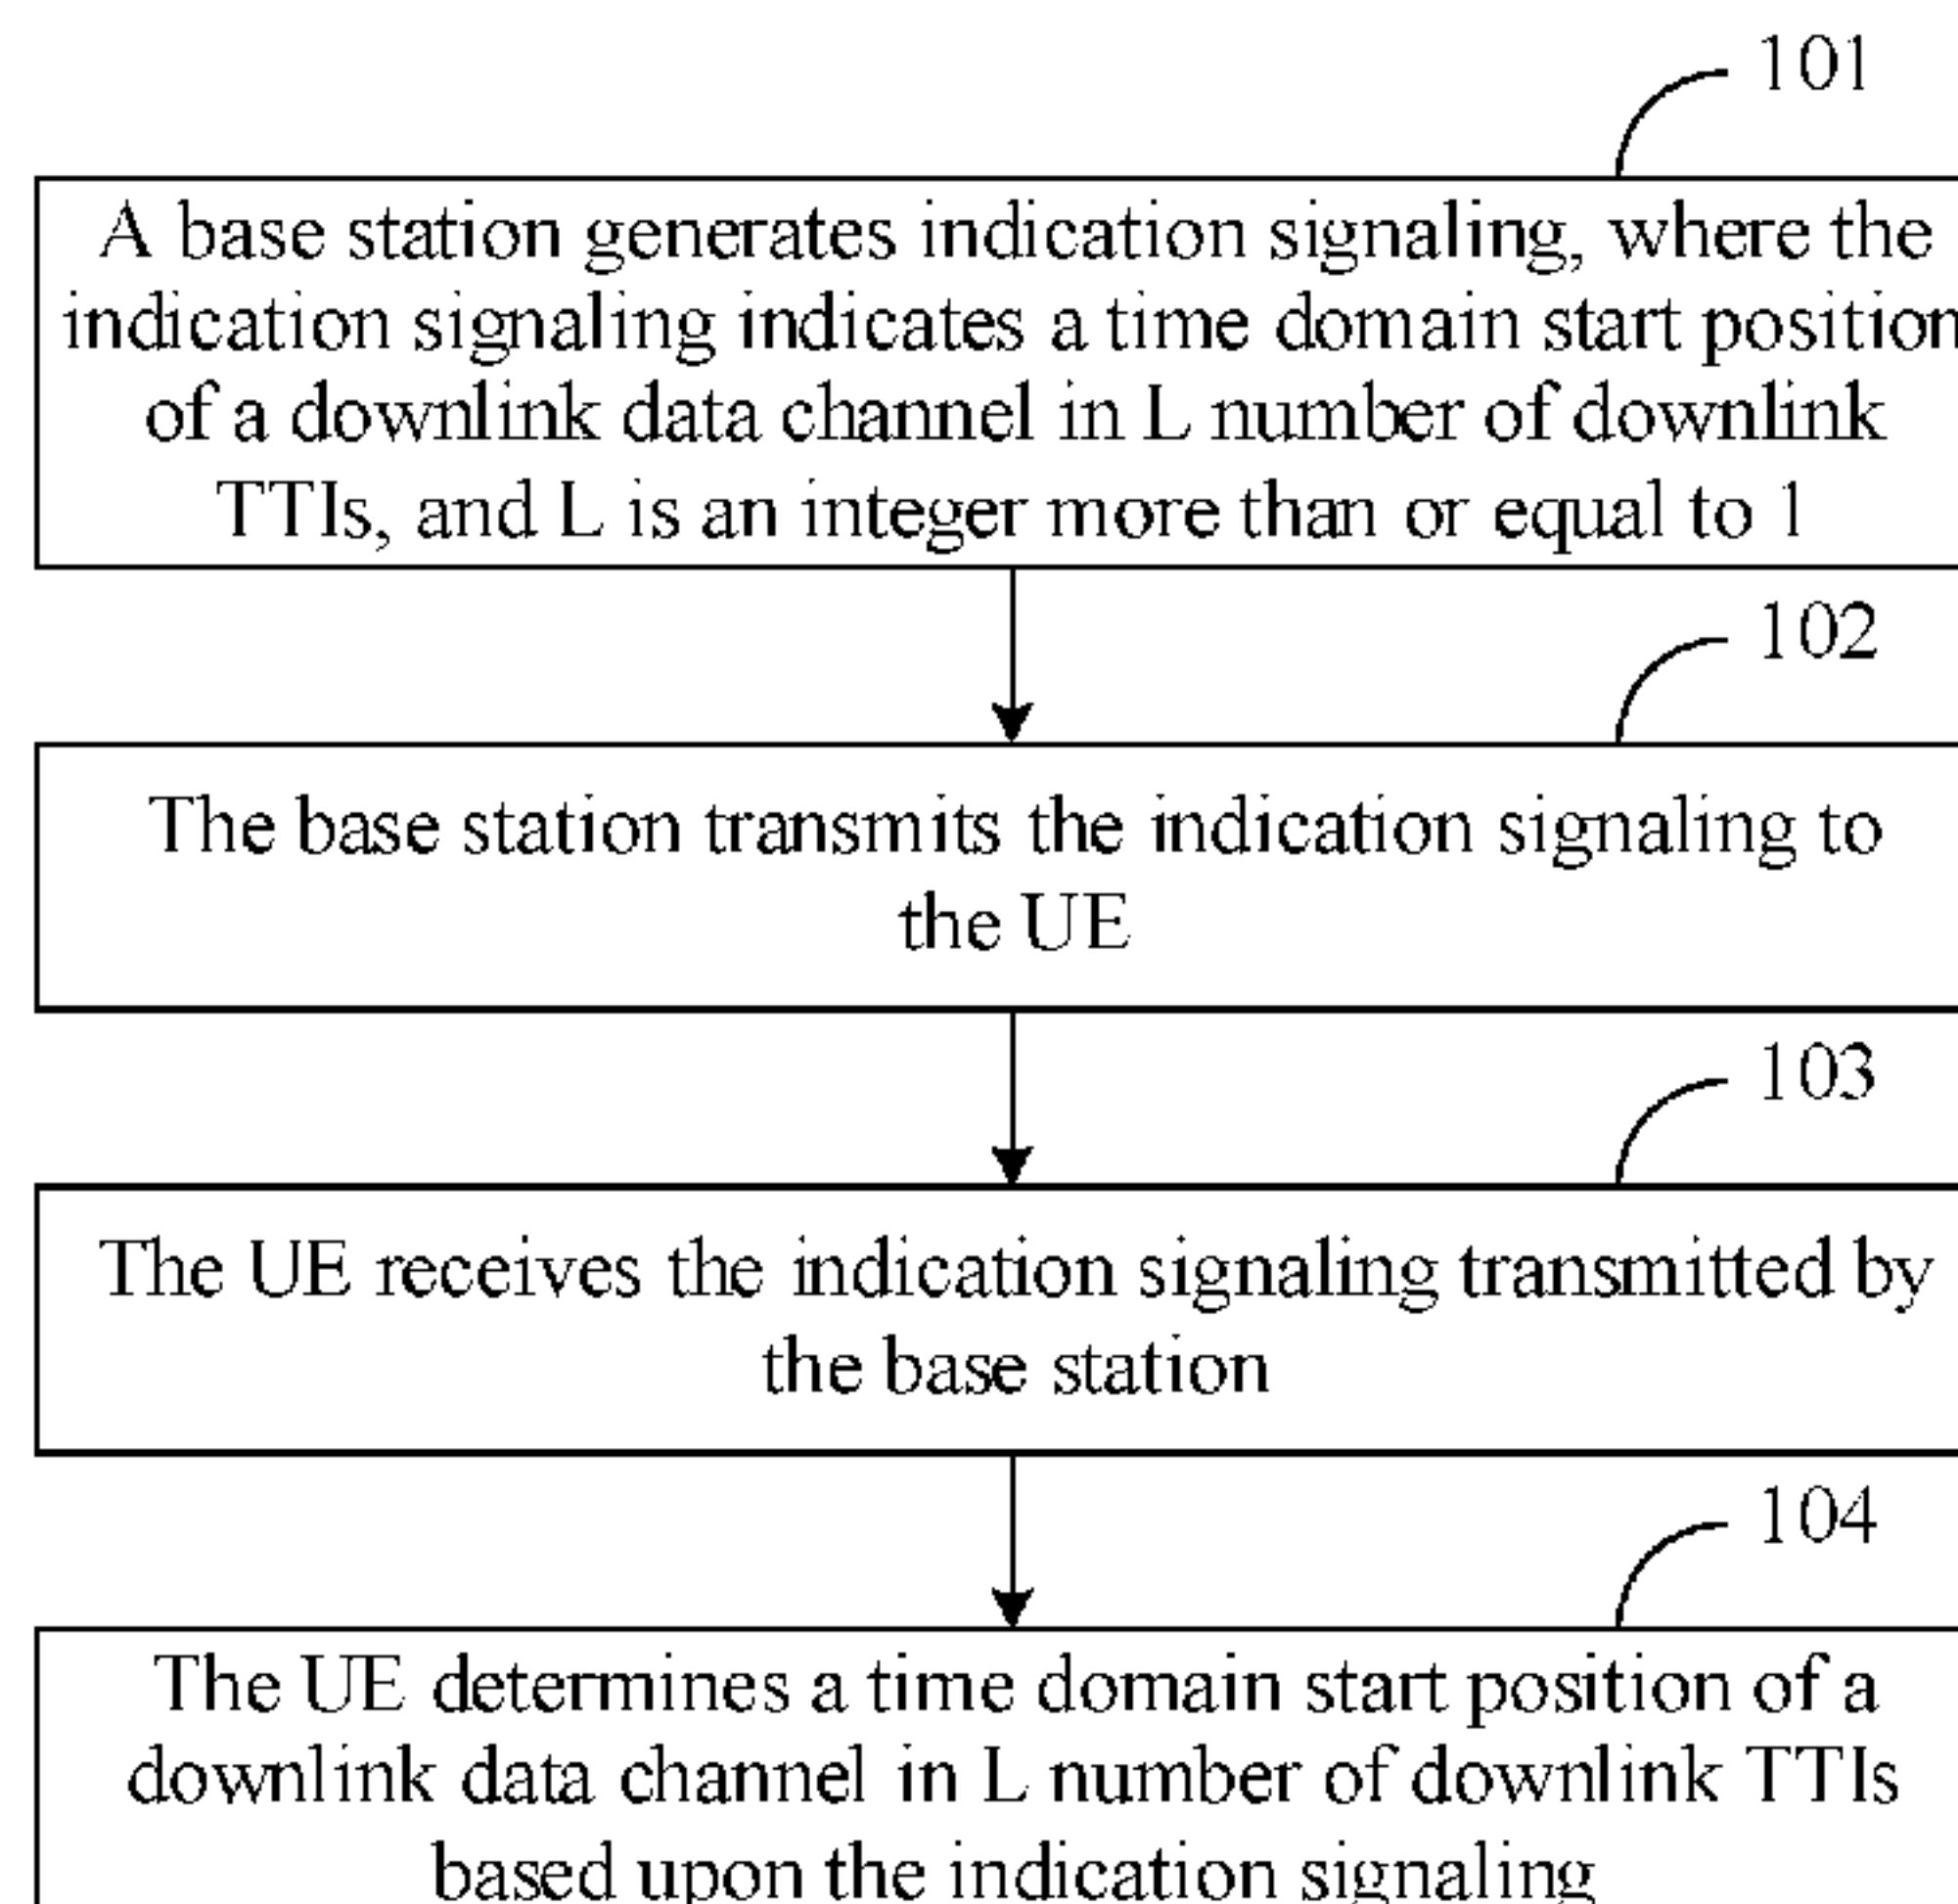 101
A base station generates indication signaling, where the
indication signaling indicates a time domain start position
of a downlink data channel in L number of downlink
TTIs, and L is an integer more than or equal to 1
102
The base station transmits the indication signaling to
the UE
103
The UE receives the indication signaling transmitted by
the base station
104
The UE determines a time domain start position of a
downlink data channel in L number of downlink TTIs
based upon the indication signaling